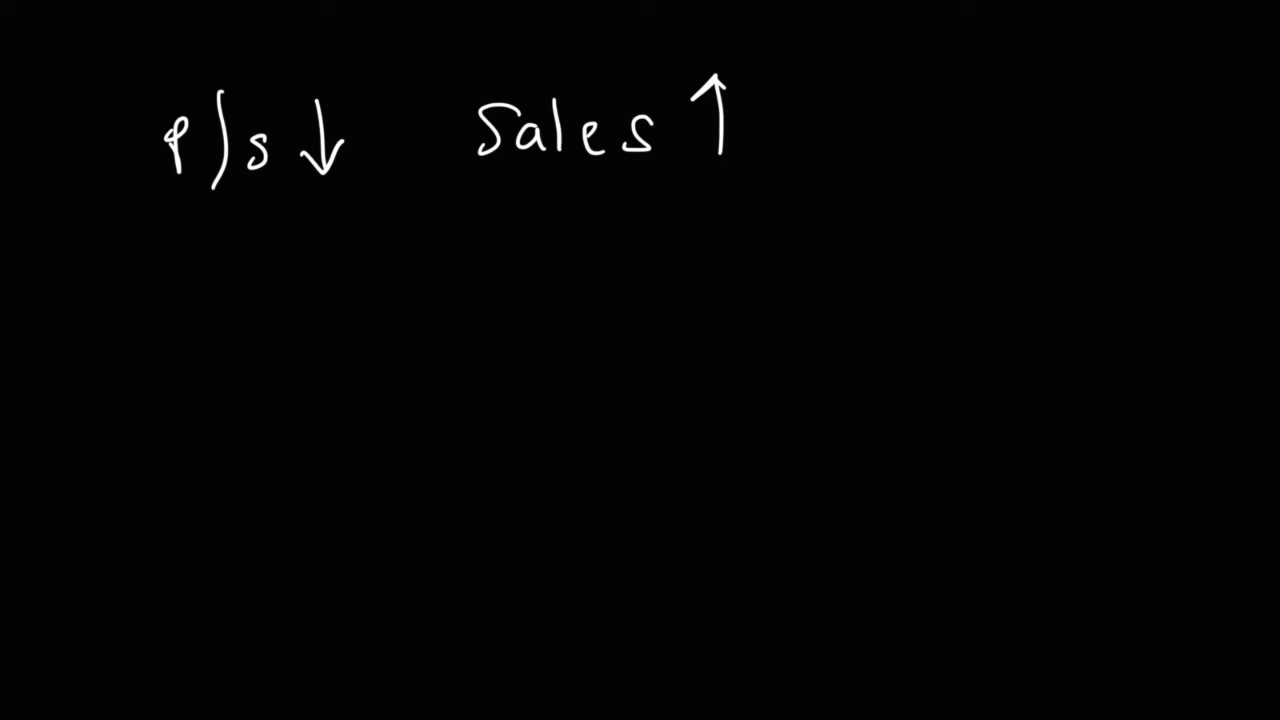 P/s ↓ Sales ↑